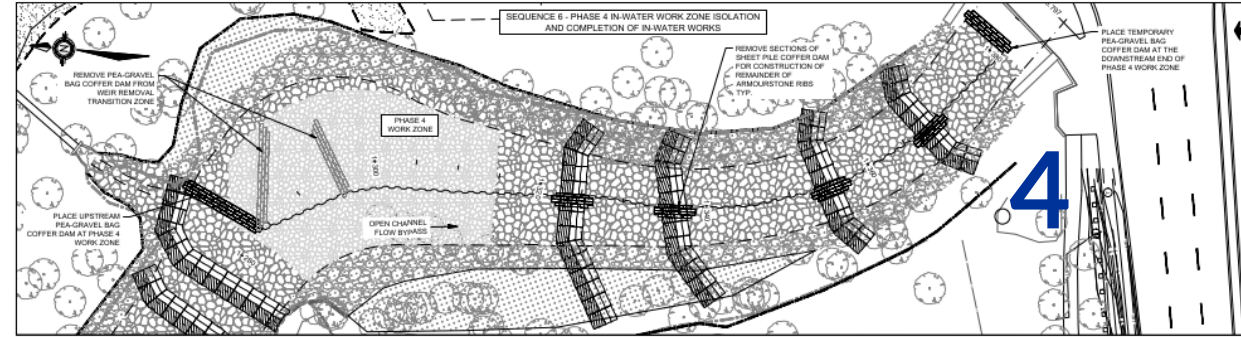 SEQUENCE 6 - PHASE 4 IN-WATER WORK ZONE ISOLATION
AND COMPLETION OF IN-WATER WORKS
N
REMOVE PEA-GRAVEL
BAG COFFER DAM FROM
WEIR REMOVAL
TRANSITION ZONE
PHASE 4
WORK ZONE
REMOVE SECTIONS OF
SHEET PILE COFFER DAM
FOR CONSTRUCTION OF
REMAINDER OF
ARMOURSTONE RIBS
TYP.
PLACE TEMPORARY
PEA-GRAVEL BAG
COFFER DAM AT THE
DOWNSTREAM END OF
PHASE 4 WORK ZONE
PLACE UPSTREAM
PEA-GRAVEL BAG
COFFER DAM AT PHASE 4
WORK ZONE
OPEN CHANNEL
FLOW BYPASS
4